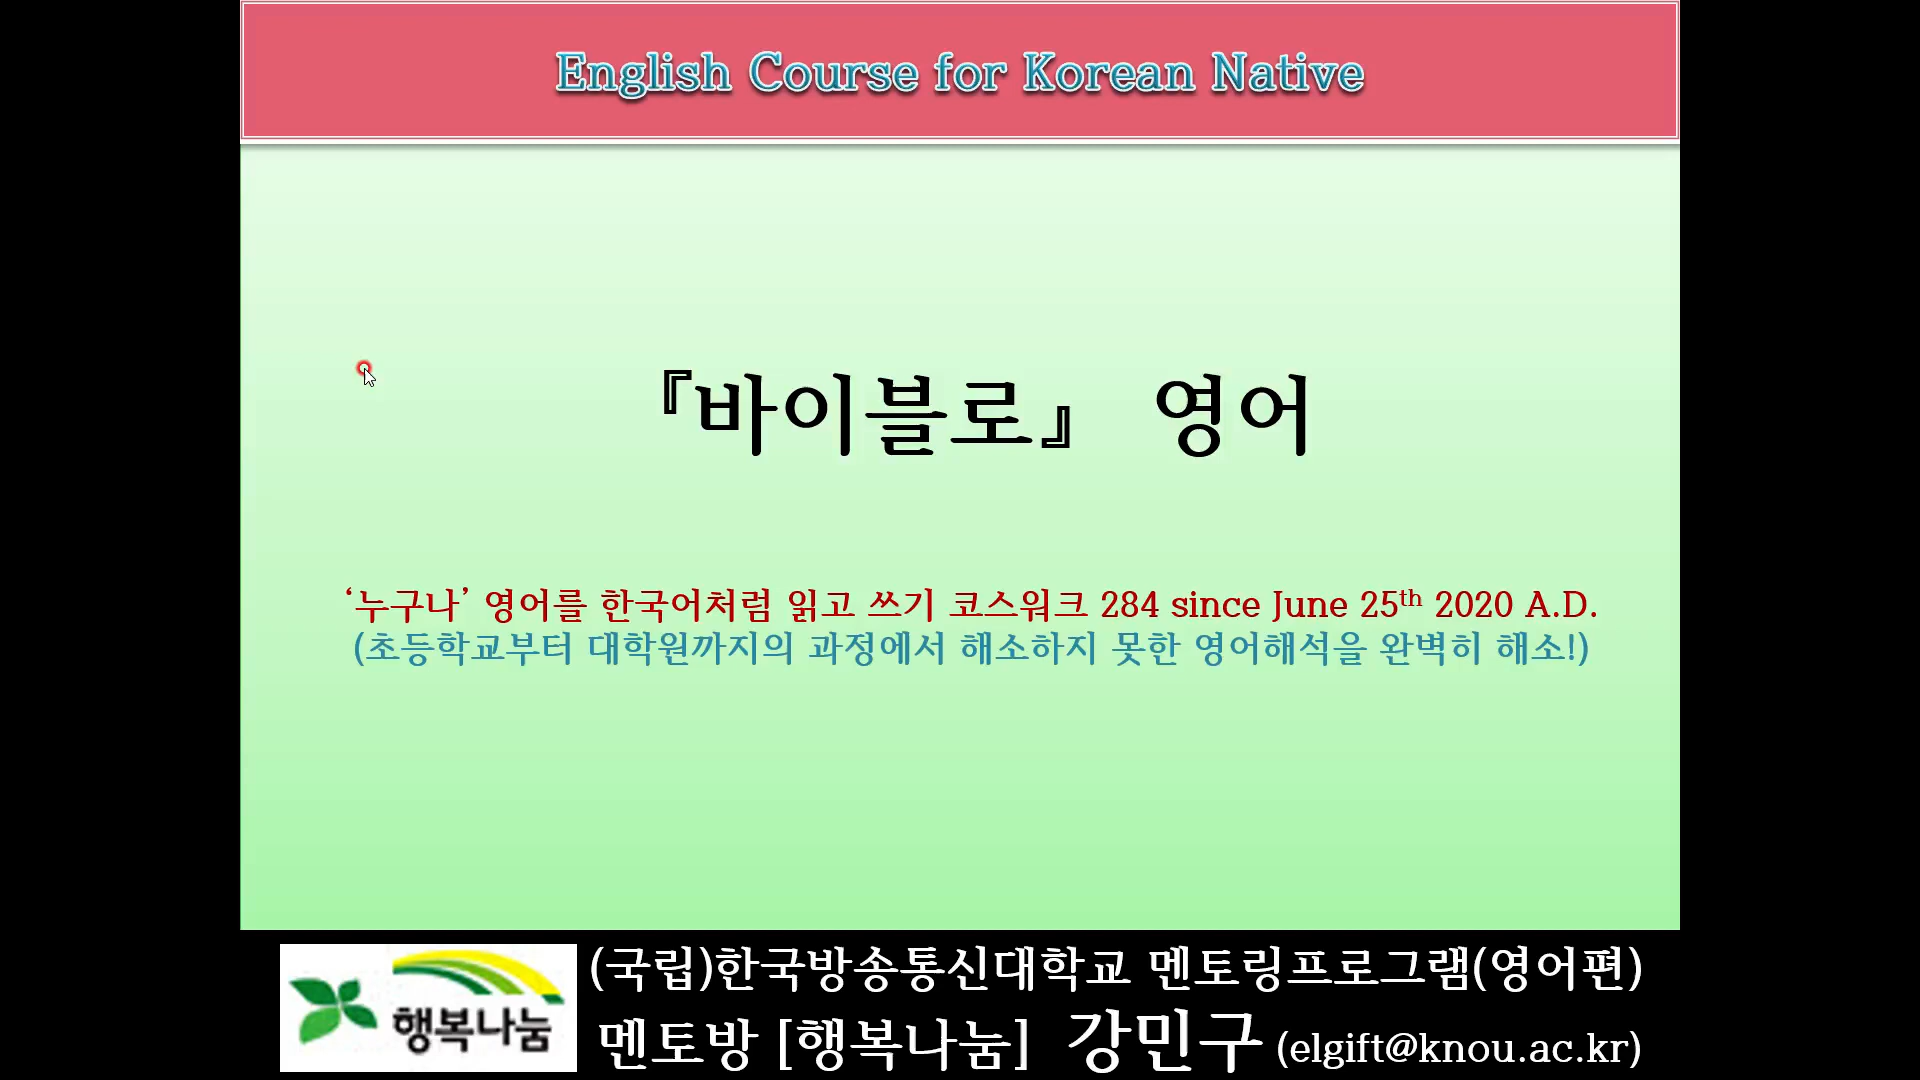 English Course for Korean Native
『바이블로』 영어
‘누구나’ 영어를 한국어처럼 읽고 쓰기 코스워크 284 since June 25th 2020 A.D.
(초등학교부터 대학원까지의 과정에서 해소하지 못한 영어해석을 완벽히 해소!)
행복나눔
(국립)한국방송통신대학교 멘토링프로그램(영어편)
멘토방 [행복나눔] 강민구 (elgift@knou.ac.kr)